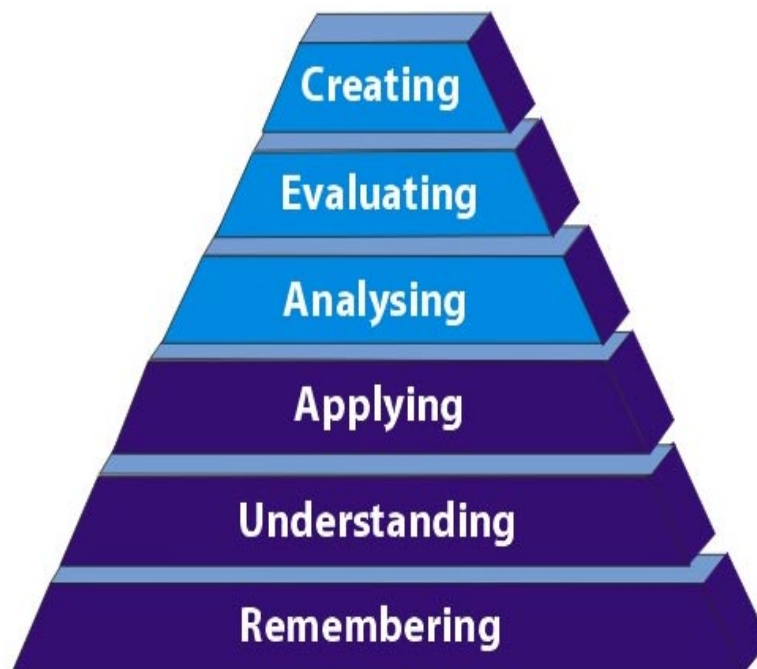 Creating
Evaluating
Analysing
Applying
Understanding
Remembering